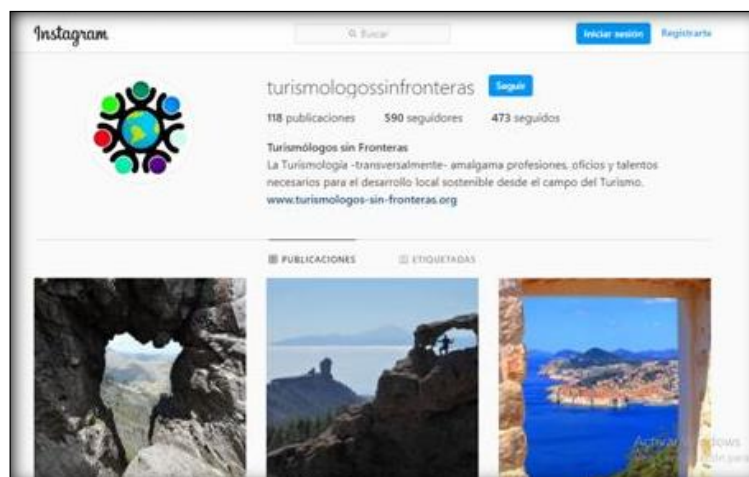 Instagram
Buscar
Iniciar sesión
Registrarte
turismologossinfronteras Seguir
118 publicaciones 590 seguidores 473 seguidos
Turismólogos sin Fronteras
La Turismología -transversalmente- amalgama profesiones, oficios y talentos
necesarios para el desarrollo local sostenible desde el campo del Turismo.
www.turismologos-sin-fronteras.org
PUBLICACIONES ETIQUETADAS
Activar Windows